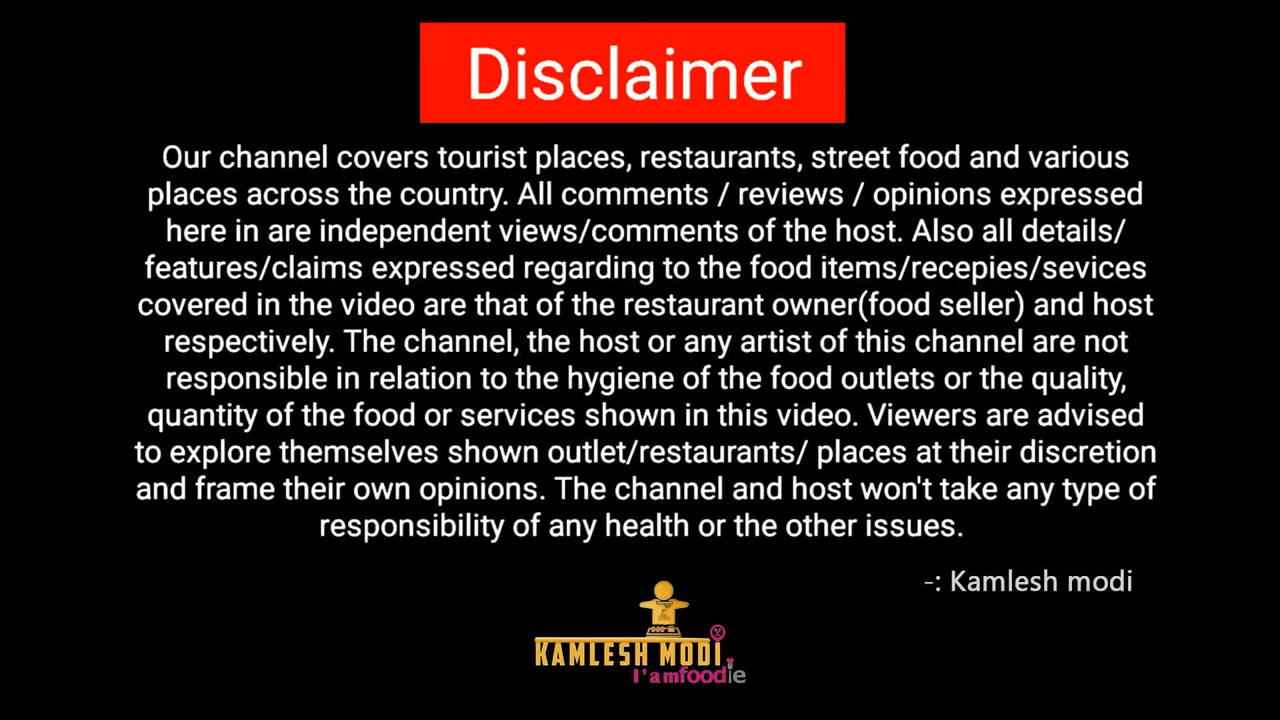 Disclaimer
Our channel covers tourist places, restaurants, street food and various
places across the country. All comments / reviews / opinions expressed
here in are independent views/comments of the host. Also all details/
features/claims expressed regarding to the food items/recepies/sevices
covered in the video are that of the restaurant owner(food seller) and host
respectively. The channel, the host or any artist of this channel are not
responsible in relation to the hygiene of the food outlets or the quality,
quantity of the food or services shown in this video. Viewers are advised
to explore themselves shown outlet/restaurants/ places at their discretion
and frame their own opinions. The channel and host won't take any type of
responsibility of any health or the other issues.
-: Kamlesh modi
KAMLESH MODI
I'amfoodie